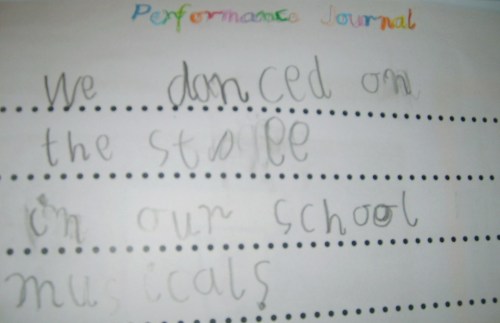 Performance Journal
We danced on
the
in our school
musicals